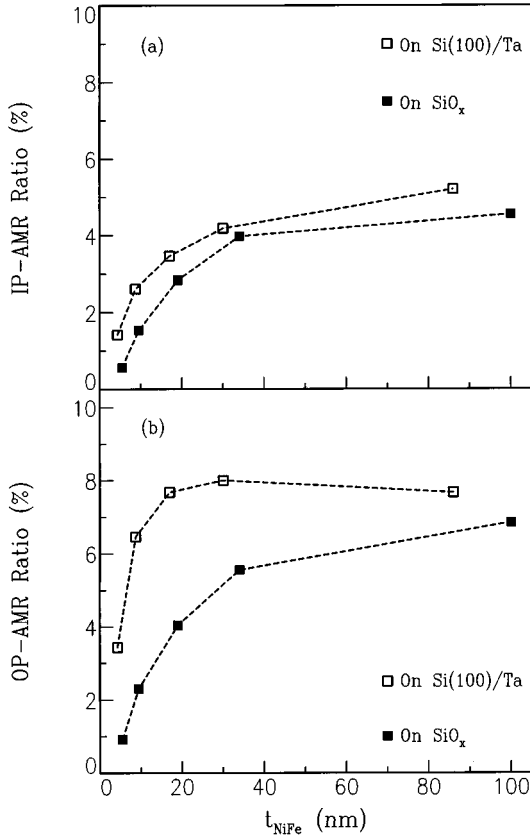 10
(a)
On Si(100)/Ta
8
On SiOx
6
4
2
0
IP-AMR Ratio (%)
10
(b)
8
6
4
On Si(100)/Ta
2
On SiOx
0
OP-AMR Ratio (%)
0 20 40 60 80 100
tNiFe (nm)